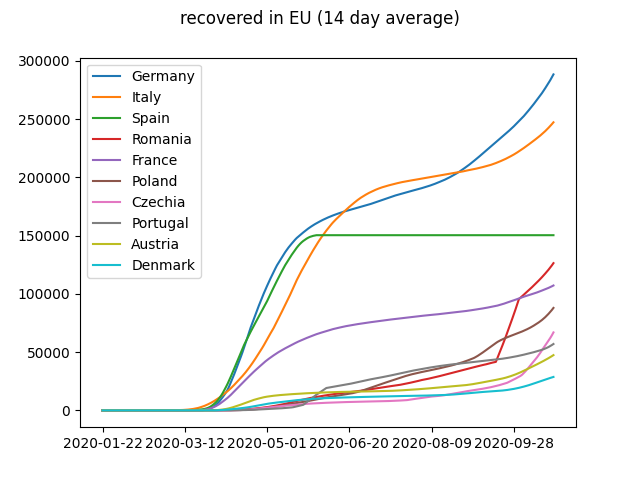 recovered in EU (14 day average)
300000
250000
200000
150000
100000
50000
0
Germany
Italy
Spain
Romania
France
Poland
Czechia
Portugal
Austria
Denmark
2020-01-22 2020-03-12 2020-05-01 2020-06-20 2020-08-09 2020-09-28